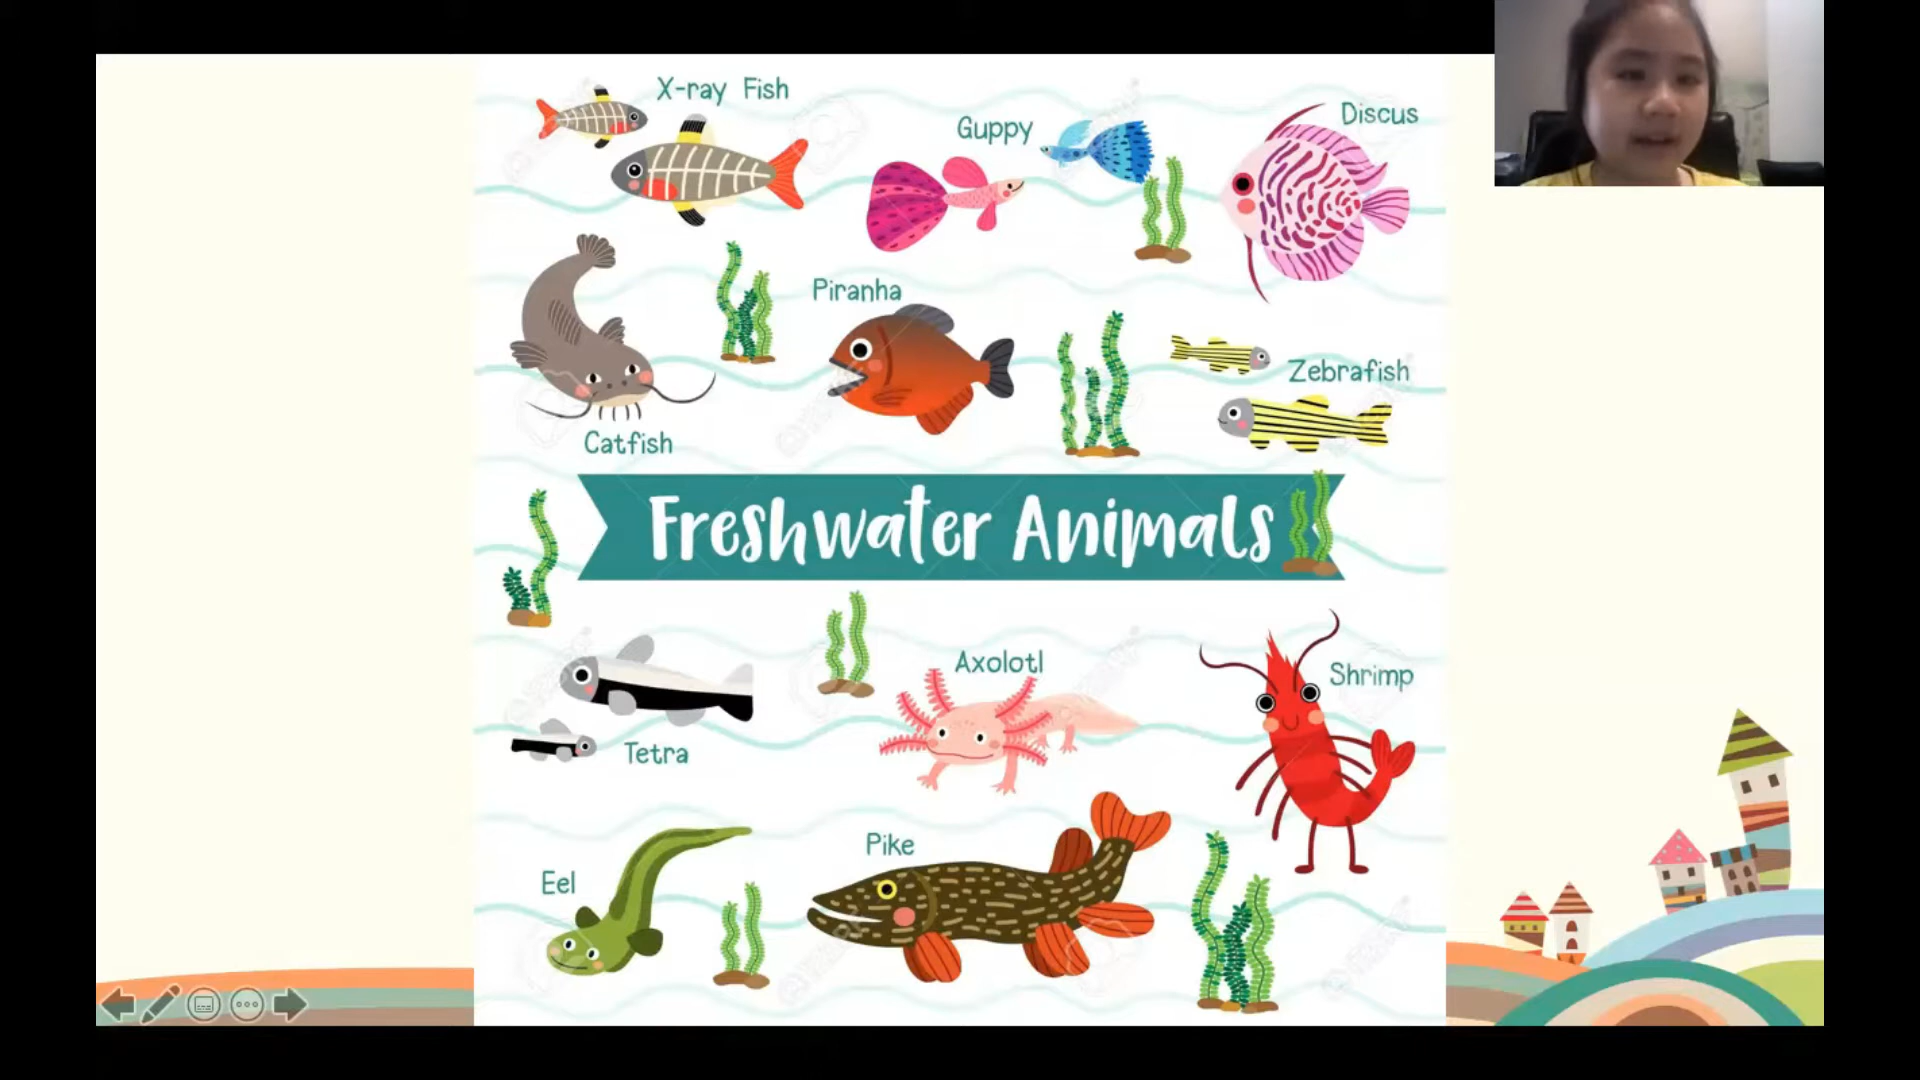 X-ray Fish
Guppy
Discus
Piranha
Zebrafish
Catfish
Freshwater Animals
Axolotl
Shrimp
Tetra
Pike
Eel